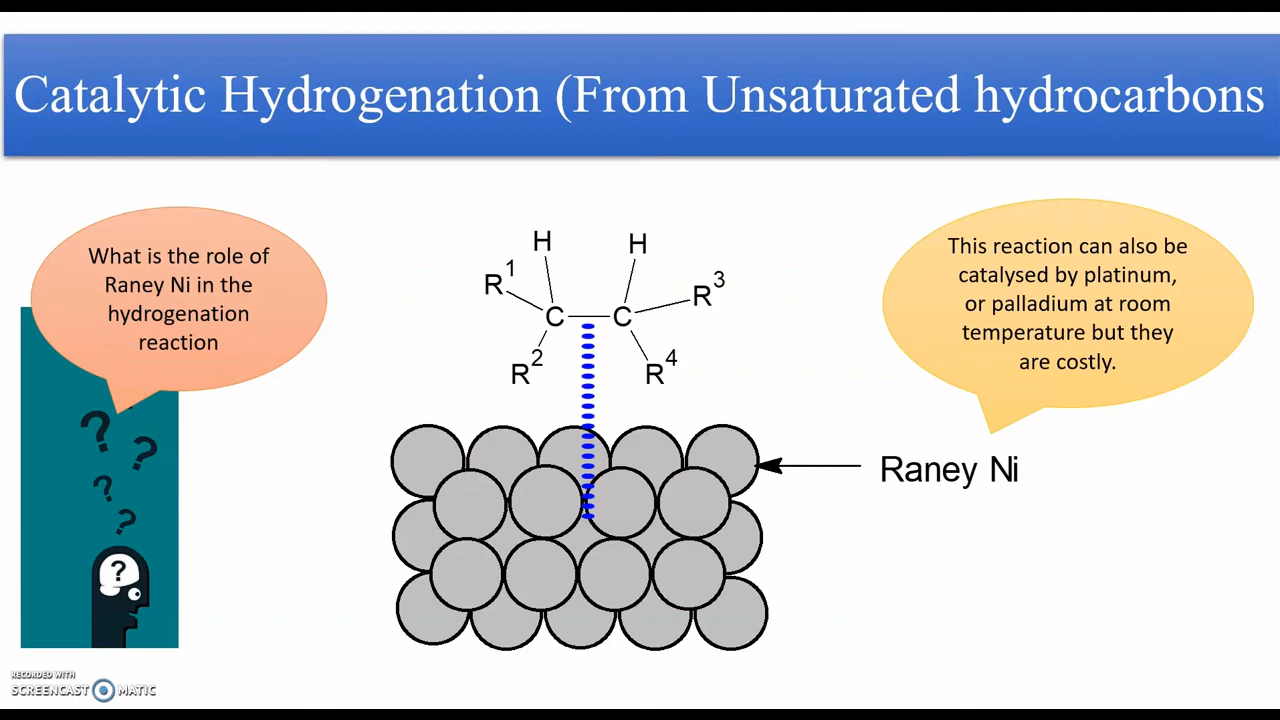 Catalytic Hydrogenation (From Unsaturated hydrocarbons
What is the role of
Raney Ni in the
hydrogenation
reaction
This reaction can also be
catalysed by platinum,
or palladium at room
temperature but they
are costly.
H H
R1 R3
C C
R2 R4
Raney Ni
? ? ? ?
?
RECORDED WITH
SCREENCAST MATIC